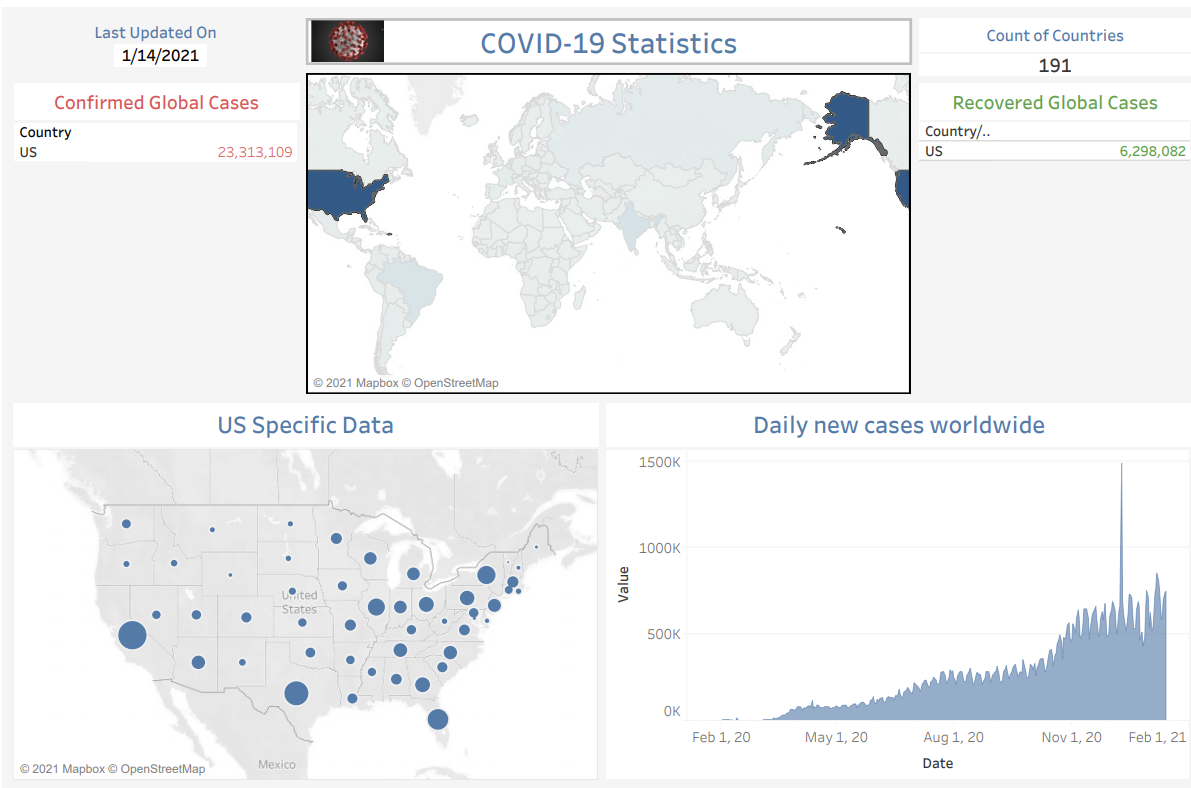 Last Updated On
1/14/2021
COVID-19 Statistics
Count of Countries
191
Confirmed Global Cases
Country
US 23,313,109
Recovered Global Cases
Country/..
US 6,298,082
© 2021 Mapbox © OpenStreetMap
US Specific Data
United
States
Mexico
© 2021 Mapbox © OpenStreetMap
Daily new cases worldwide
1500K
1000K
500K
0K
Value
Feb 1, 20 May 1, 20 Aug 1, 20 Nov 1, 20 Feb 1, 21
Date